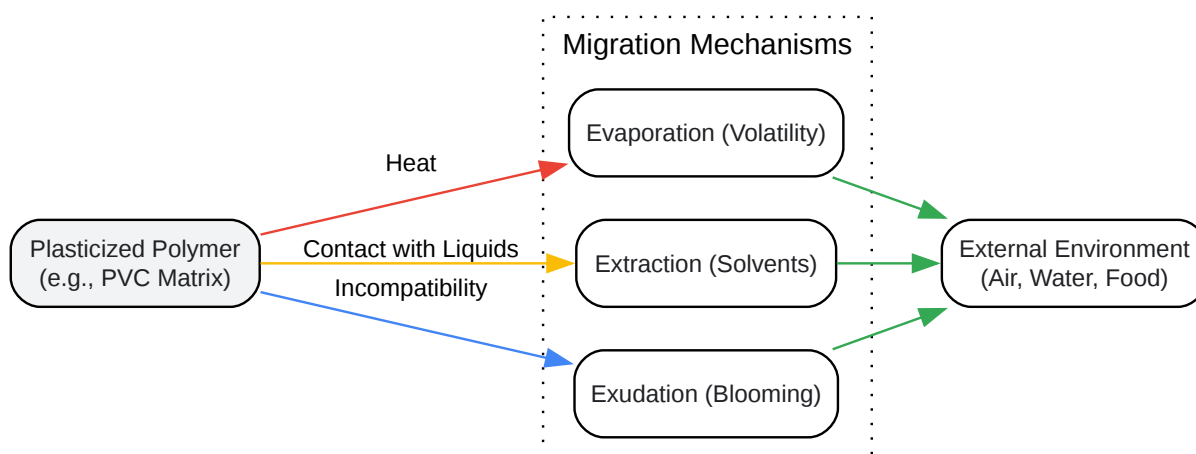 Migration Mechanisms
Evaporation (Volatility)
Heat
Plasticized Polymer
(e.g., PVC Matrix)
Contact with Liquids
Extraction (Solvents)
External Environment
(Air, Water, Food)
Incompatibility
Exudation (Blooming)